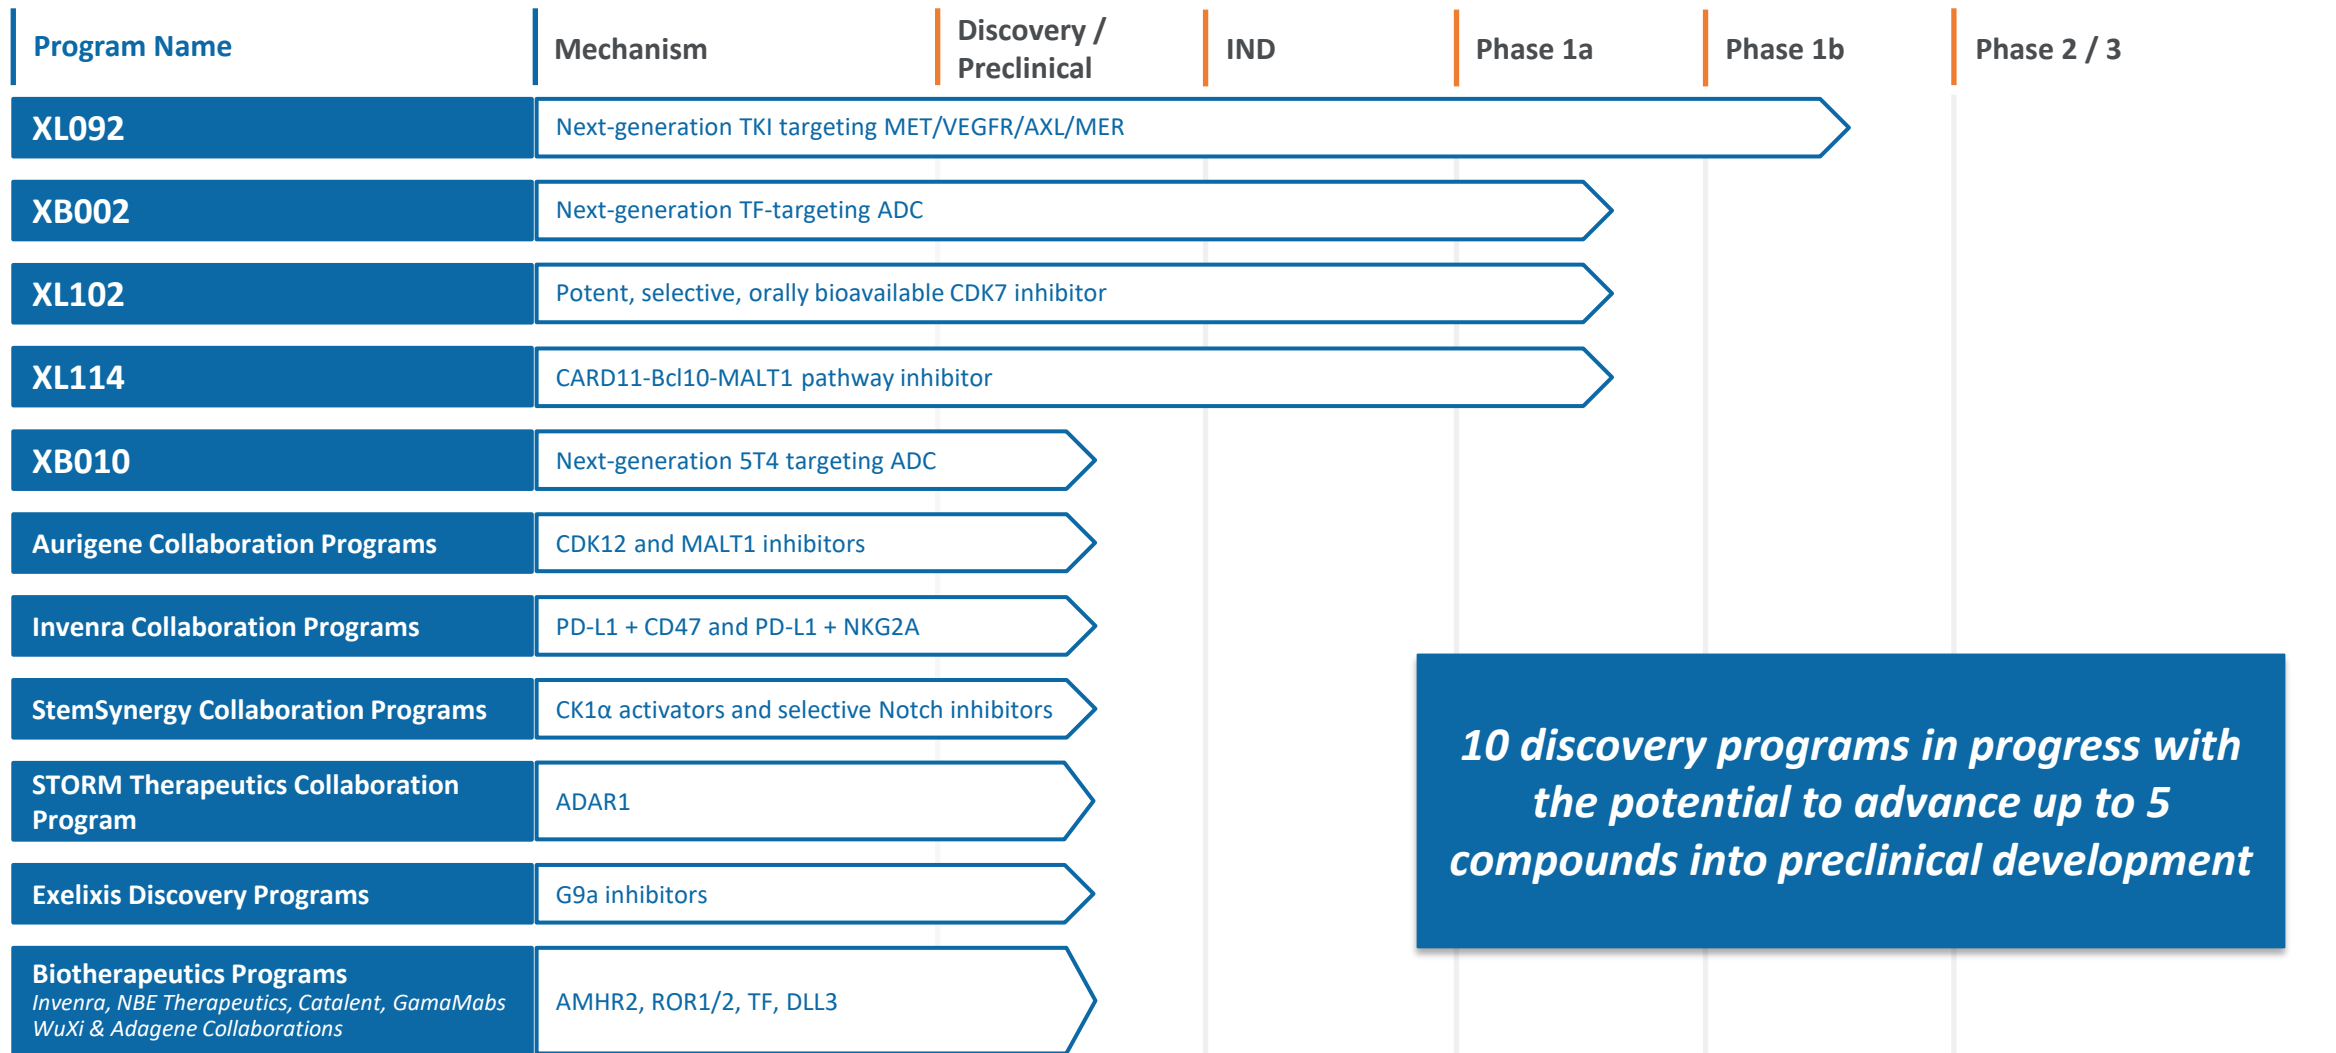 Program Name
Mechanism
Discovery /
Preclinical
IND
Phase 1a
Phase 1b
Phase 2 / 3
XL092
Next-generation TKI targeting MET/VEGFR/AXL/MER
XB002
Next-generation TF-targeting ADC
XL102
Potent, selective, orally bioavailable CDK7 inhibitor
XL114
CARD11-Bcl10-MALT1 pathway inhibitor
XB010
Next-generation 5T4 targeting ADC
Aurigene Collaboration Programs
CDK12 and MALT1 inhibitors
Invenra Collaboration Programs
PD-L1 + CD47 and PD-L1 + NKG2A
StemSynergy Collaboration Programs
CK1α activators and selective Notch inhibitors
STORM Therapeutics Collaboration
Program
ADAR1
Exelixis Discovery Programs
G9a inhibitors
Biotherapeutics Programs
Invenra, NBE Therapeutics, Catalent, GamaMabs
WuXi & Adagene Collaborations
AMHR2, ROR1/2, TF, DLL3
10 discovery programs in progress with
the potential to advance up to 5
compounds into preclinical development